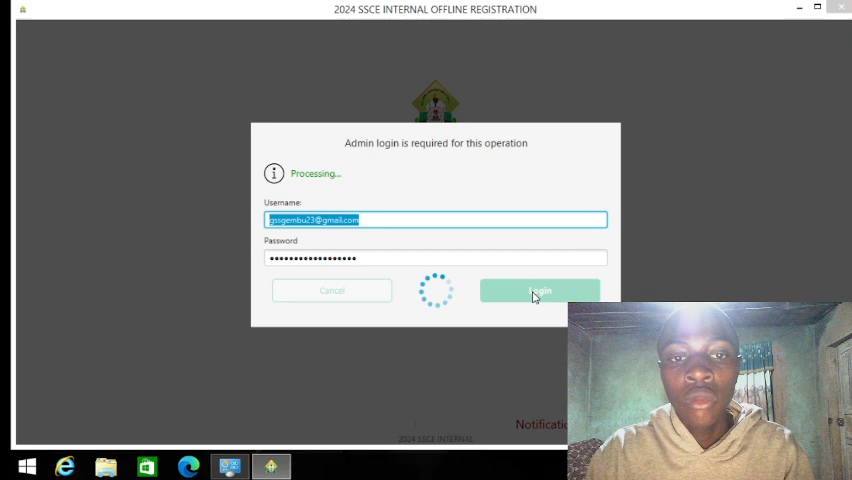 2024 SSCE INTERNAL OFFLINE REGISTRATION
Admin login is required for this operation
Processing...
Username:
gssgembu23@gmail.com
Password
Cancel
Login
Notificatio
2024 SSCE INTERNAL